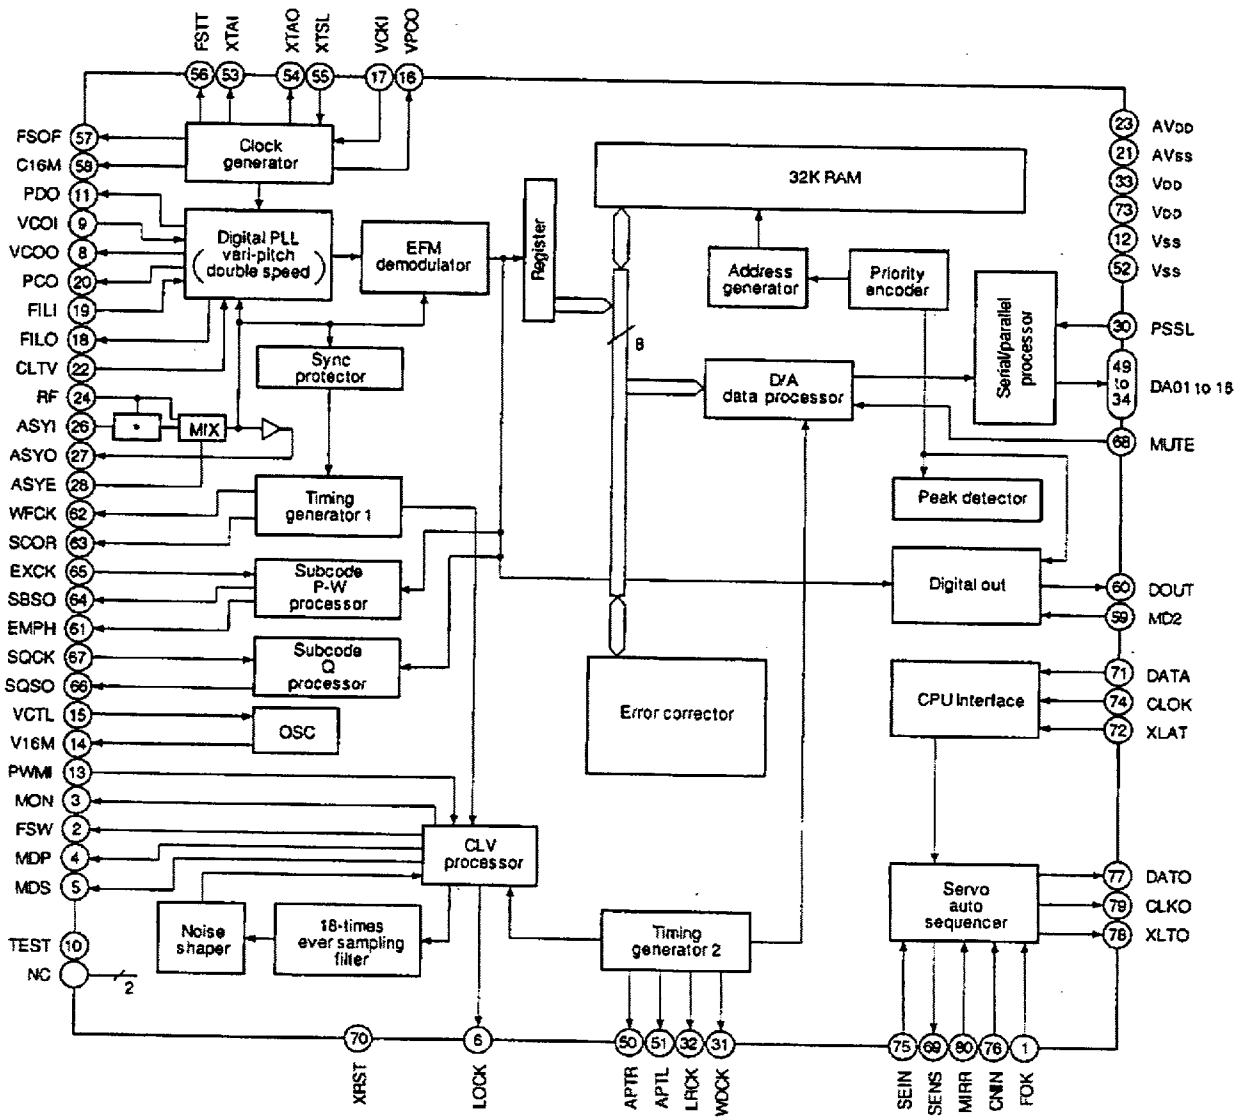 FSTT
XTAI
XTAO
XTSL
VCKI
VPCO
56
53
54
55
17
16
FSOF 57
C16M 58
PDO 11
VCOI 9
VCOO 8
PCO 20
FILI 19
FILO 18
CLTV 22
RF 24
ASYI 26
ASYO 27
ASYE 28
WFCK 62
SCOR 63
EXCK 65
SBSO 64
EMPH 61
SQCK 67
SQSO 66
VCTL 15
V16M 14
PWMI 13
MON 3
FSW 2
MDP 4
MDS 5
TEST 10
NC
2
Clock
generator
Digital PLL
vari-pitch
double speed
EFM
demodulator
Register
32K RAM
Address
generator
Priority
encoder
Serial/parallel
processor
Sync
protector
8
D/A
data processor
*
MIX
Timing
generator 1
Peak detector
Subcode
P-W
processor
Digital out
Subcode
Q
processor
Error corrector
CPU Interface
OSC
CLV
processor
Servo
auto
sequencer
Noise
shaper
18-times
ever sampling
filter
Timing
generator 2
23 AVDD
21 AVSS
33 VDD
73 VDD
12 VSS
52 VSS
30 PSSL
49
to
34
DA01 to 16
68 MUTE
60 DOUT
59 MD2
71 DATA
74 CLOK
72 XLAT
77 DATO
79 CLKO
78 XLTO
70
6
50
51
32
31
75
69
80
76
1
XRST
LOCK
APTR
APTL
LRCK
WDCK
SEIN
SENS
MIRR
CNIN
FOK